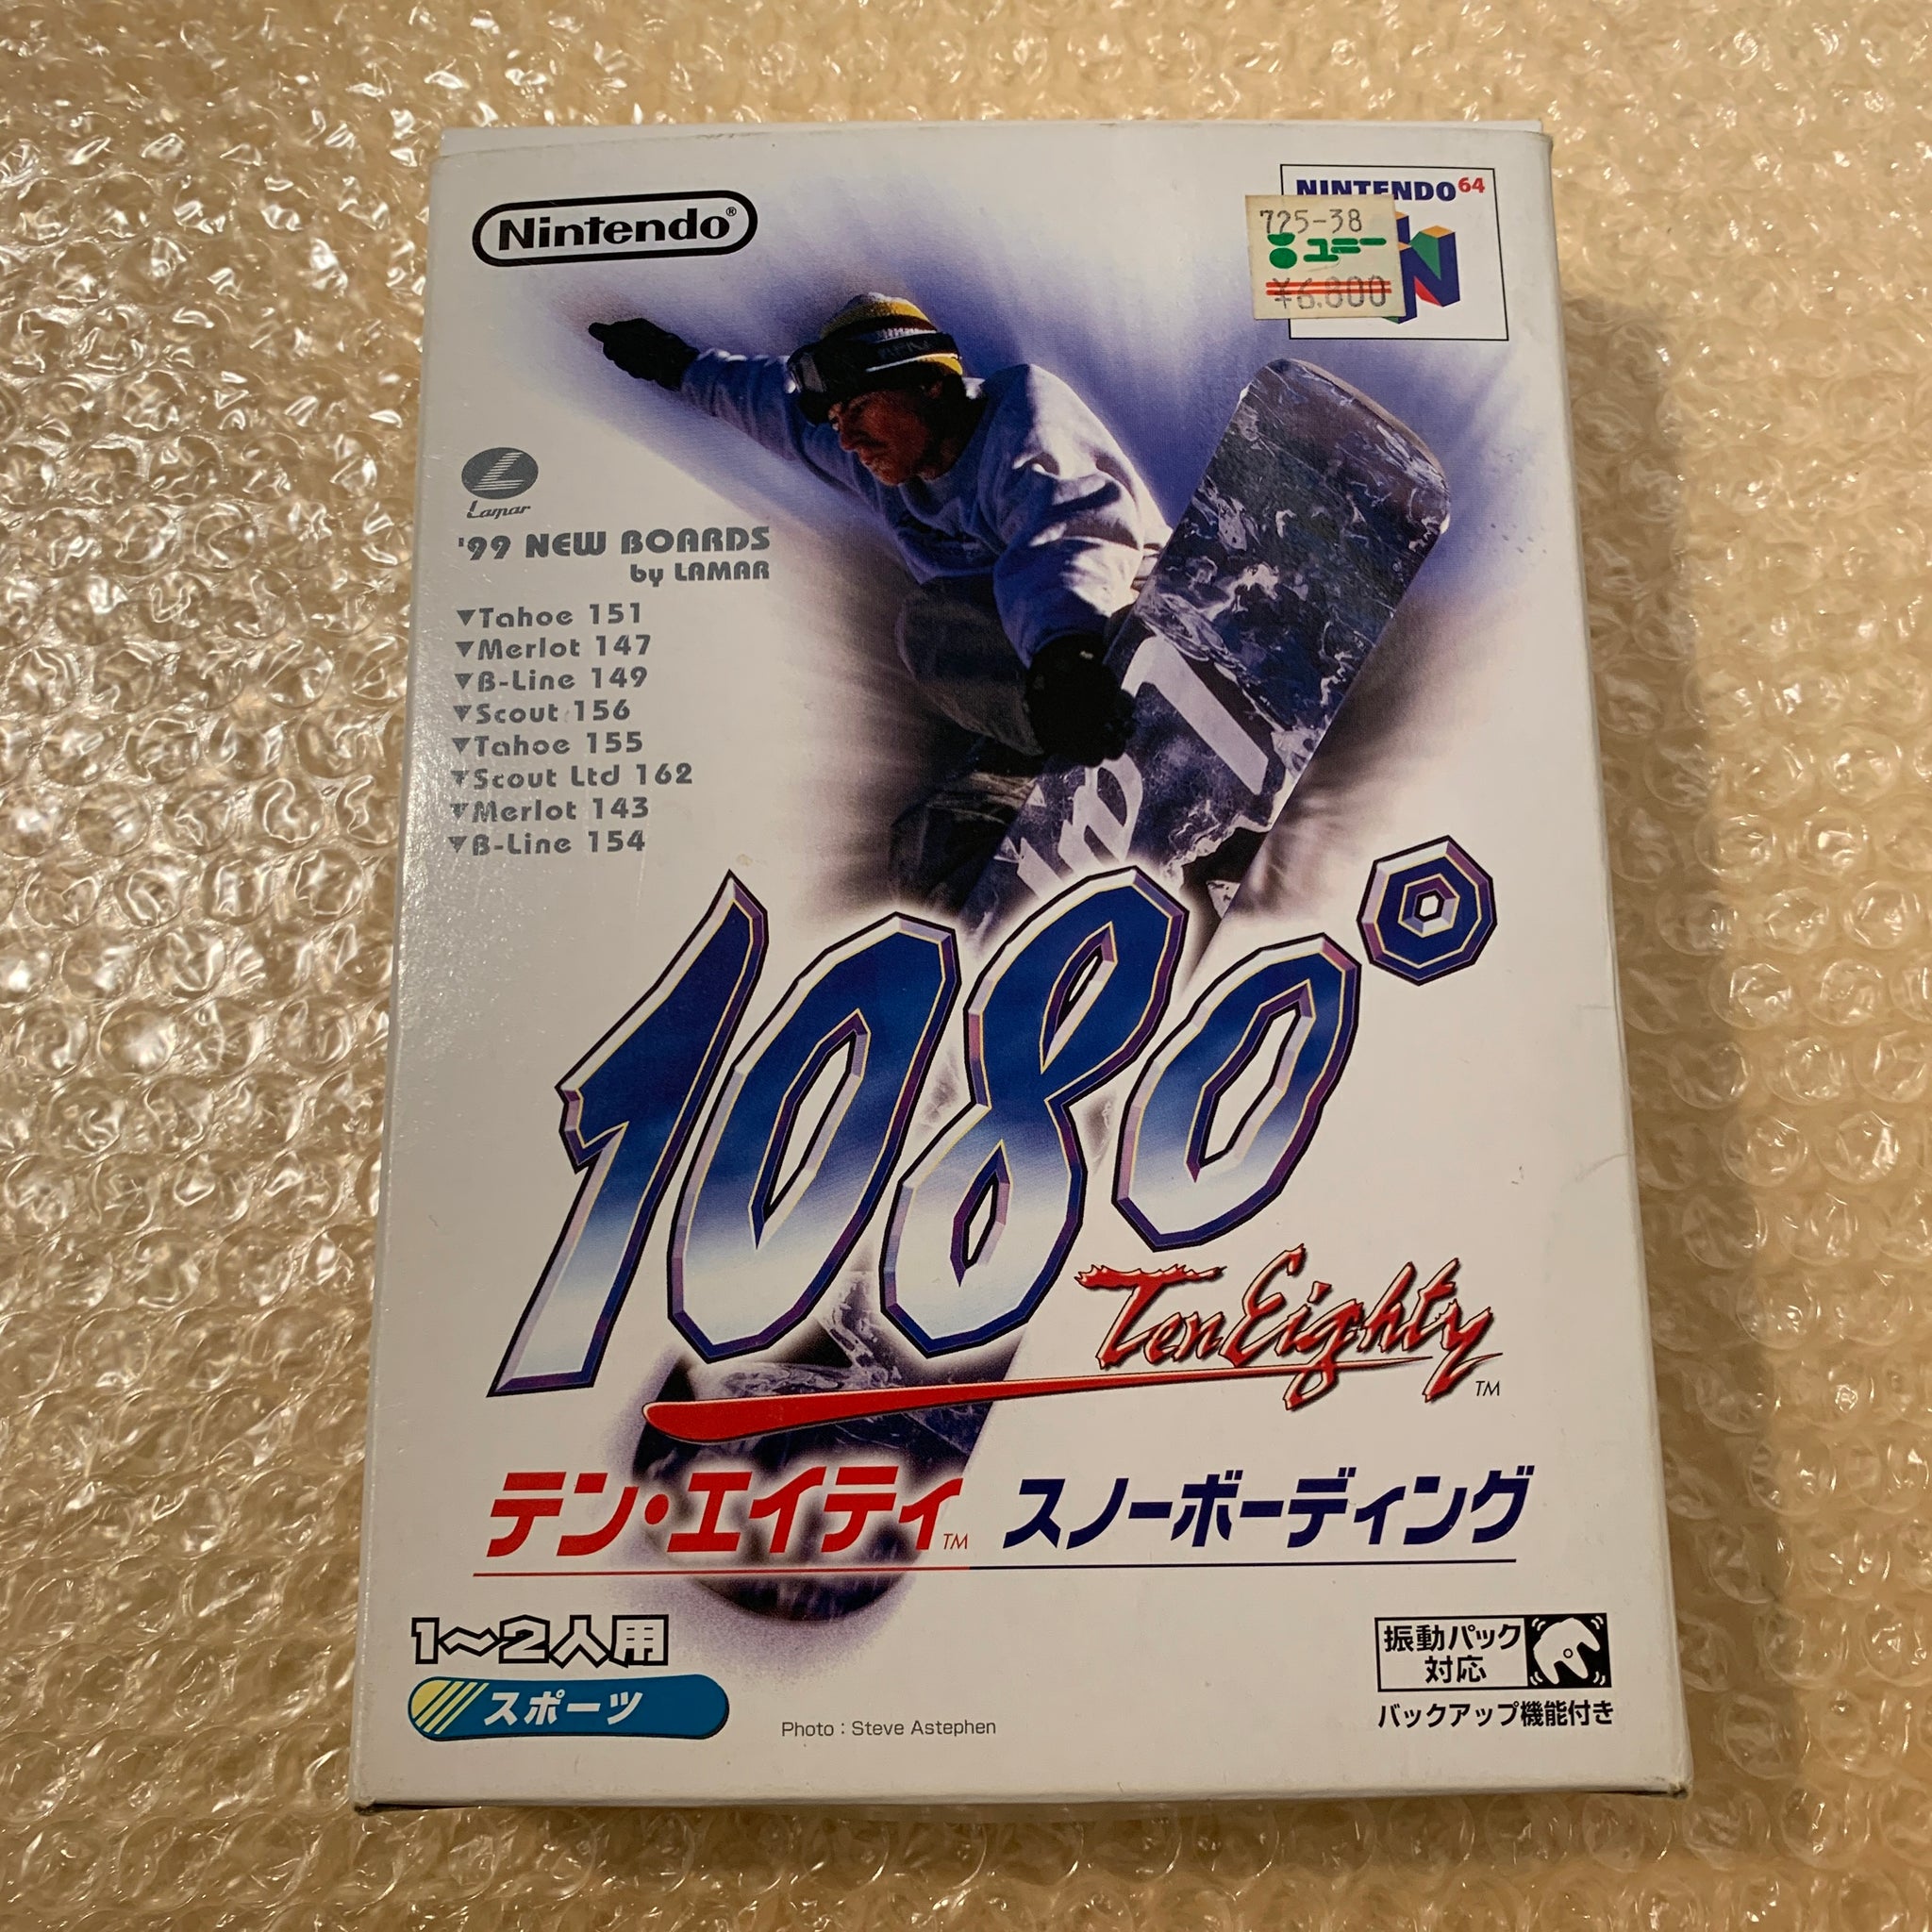 Nintendo®
NINTENDO64
725-38
ユニー
¥6,800
Lamar
'99 NEW BOARDS
by LAMAR
▼Tahoe 151
▼Merlot 147
▼B-Line 149
▼Scout 156
▼Tahoe 155
▼Scout Ltd 162
▼Merlot 143
▼B-Line 154
1080°
Ten Eighty™
テン・エイティ™ スノーボーディング
1〜2人用
スポーツ
Photo：Steve Astephen
振動パック
対応
バックアップ機能付き